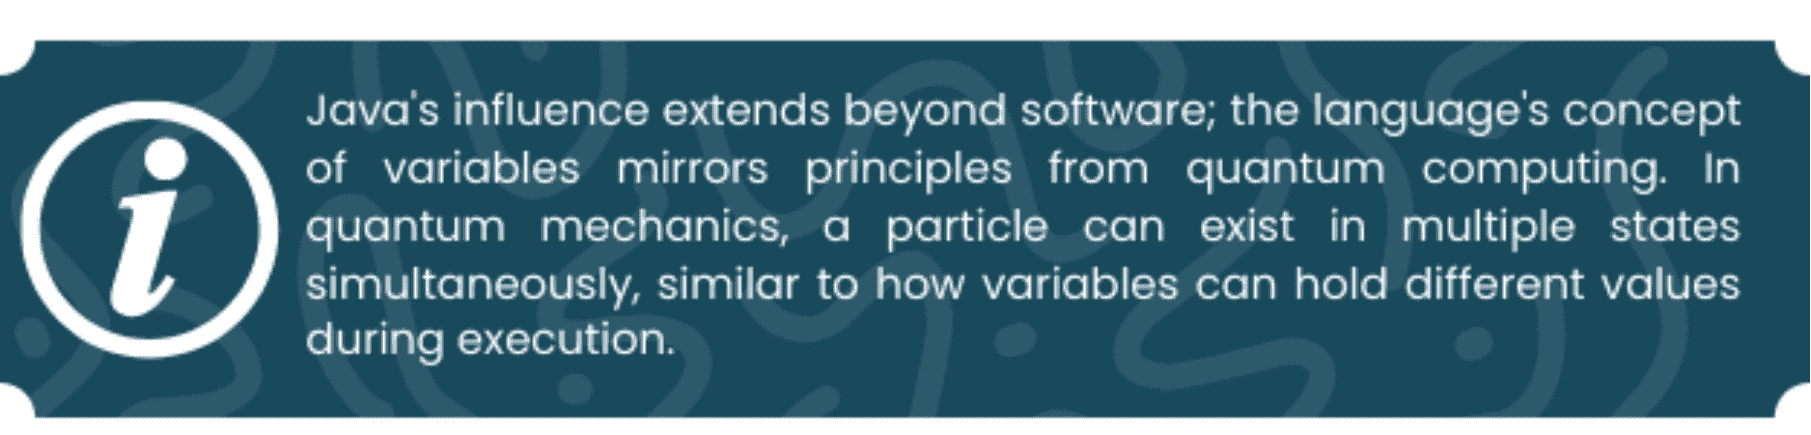 Java's influence extends beyond software; the language's concept
of variables mirrors principles from quantum computing. In
quantum mechanics, a particle can exist in multiple states
simultaneously, similar to how variables can hold different values
during execution.